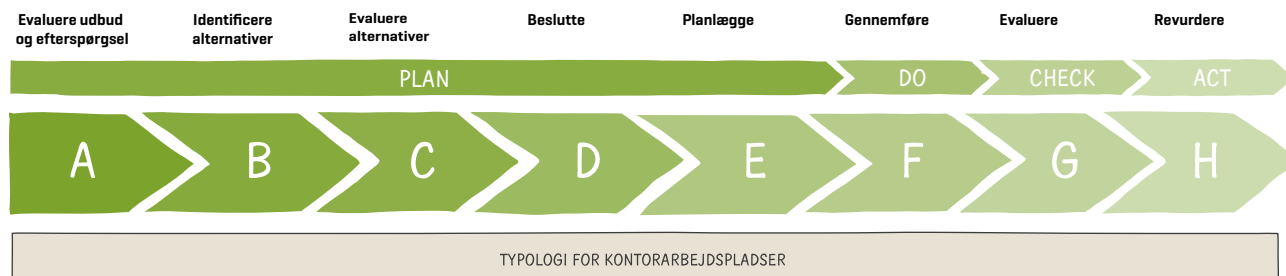 Evaluere udbud
og efterspørgsel
Identificere
alternativer
Evaluere
alternativer
Beslutte
Planlægge
Gennemføre
Evaluere
Revurdere
PLAN
DO
CHECK
ACT
A
B
C
D
E
F
G
H
TYPOLOGI FOR KONTORARBEJDSPLADSER